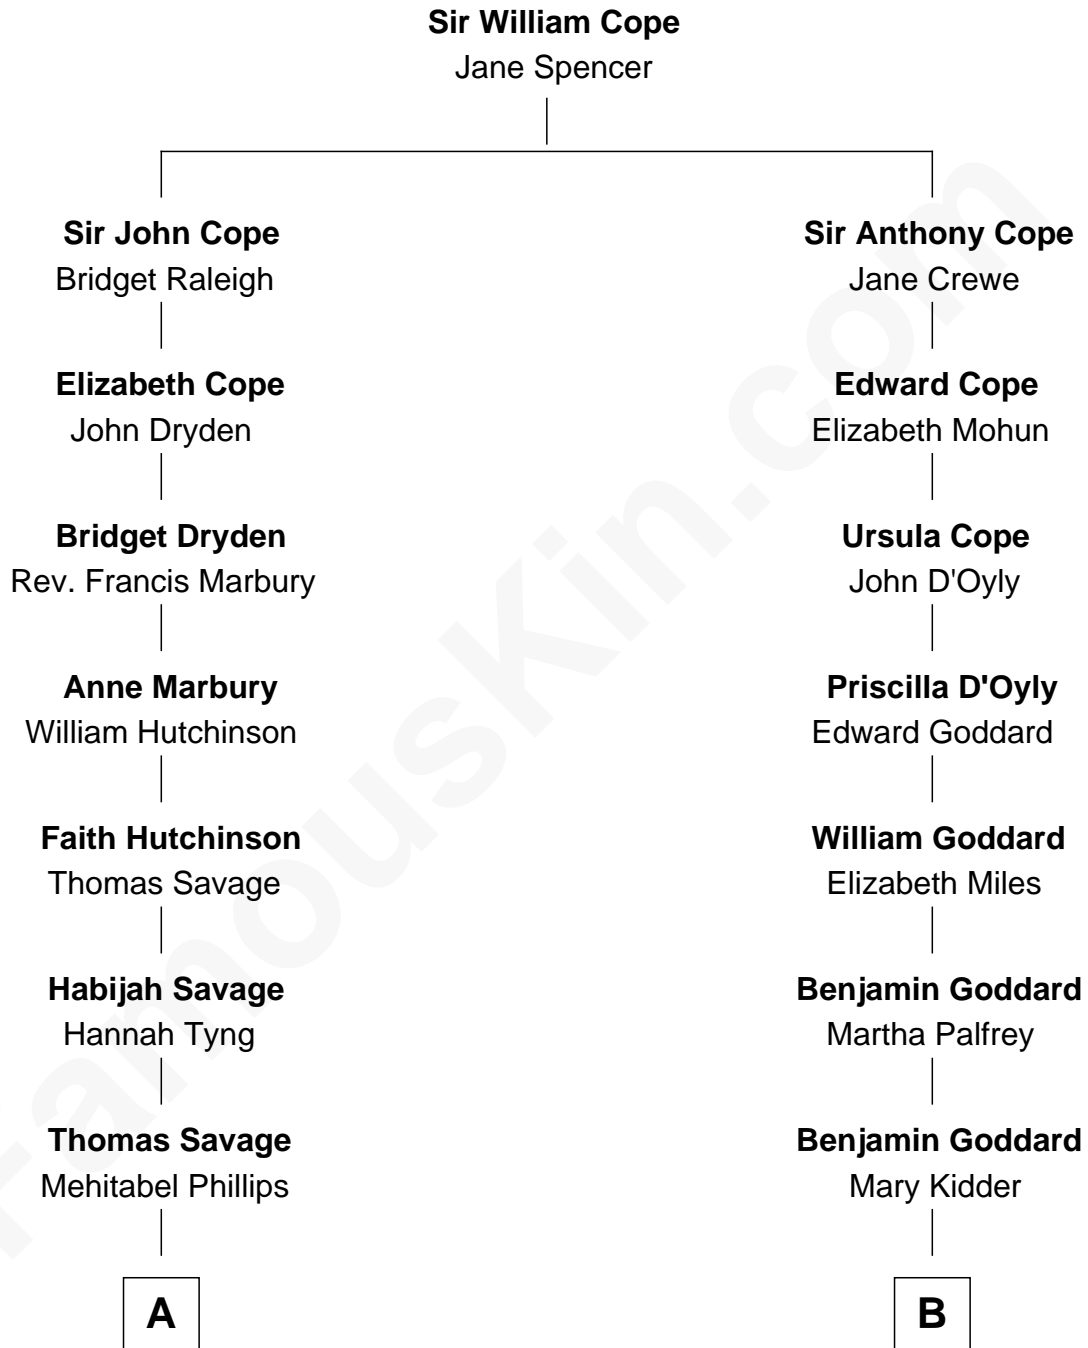 Sir William Cope
Jane Spencer
Sir John Cope
Bridget Raleigh
Elizabeth Cope
John Dryden
Bridget Dryden
Rev. Francis Marbury
Anne Marbury
William Hutchinson
Faith Hutchinson
Thomas Savage
Habijah Savage
Hannah Tyng
Thomas Savage
Mehitabel Phillips
A
Sir Anthony Cope
Jane Crewe
Edward Cope
Elizabeth Mohun
Ursula Cope
John D'Oyly
Priscilla D'Oyly
Edward Goddard
William Goddard
Elizabeth Miles
Benjamin Goddard
Martha Palfrey
Benjamin Goddard
Mary Kidder
B
FamousKin.com